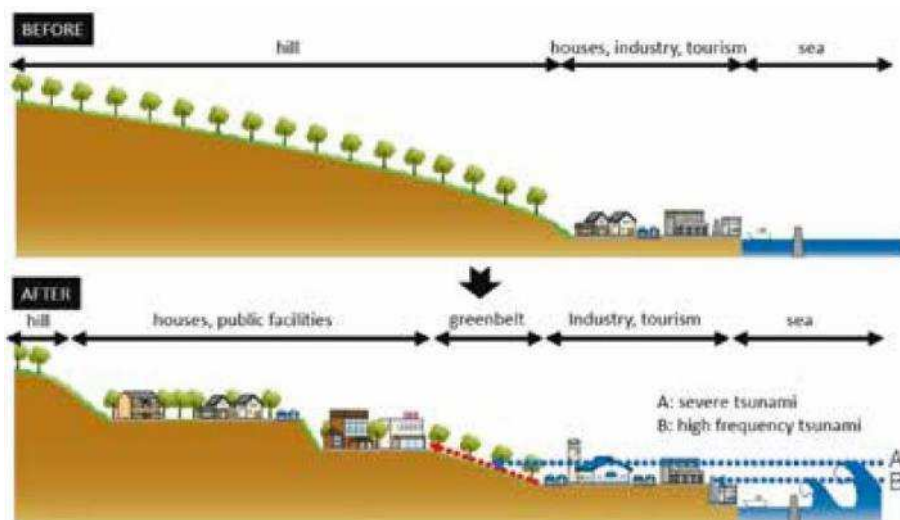 BEFORE
hill houses, industry, tourism sea
AFTER
hill houses, public facilities greenbelt Industry, tourism sea
A: severe tsunami
B: high frequency tsunami
A
B